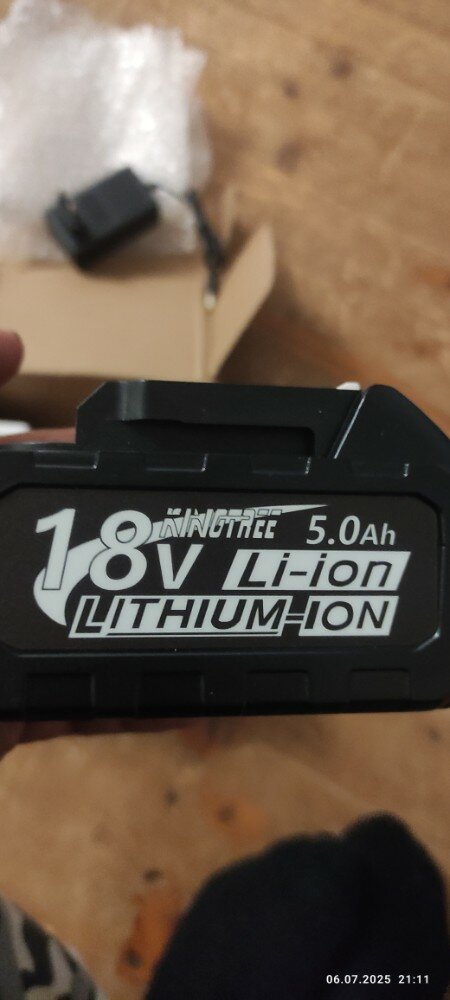 18V KINGTREE 5.0Ah
Li-ion
LITHIUM-ION
06.07.2025 21:11